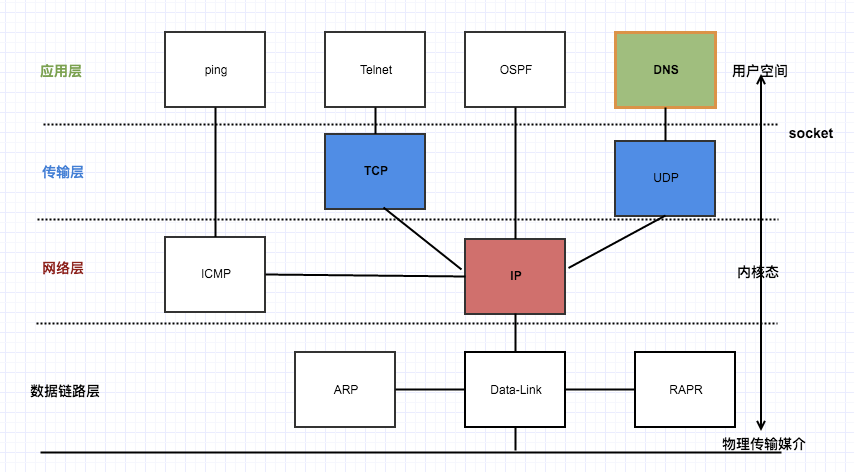 应用层
ping
Telnet
OSPF
DNS
用户空间
socket
传输层
TCP
UDP
网络层
ICMP
IP
内核态
数据链路层
ARP
Data-Link
RAPR
物理传输媒介